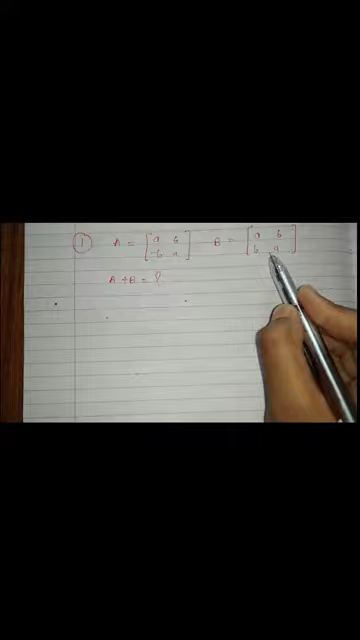 ① A = [a b -b a] B = [a b b a]
A + B = ?